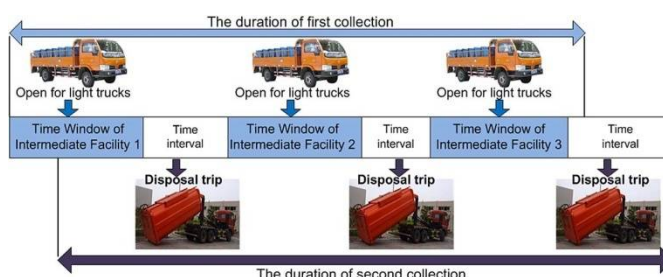 The duration of first collection
Open for light trucks
Open for light trucks
Open for light trucks
Time Window of
Intermediate Facility 1
Time
interval
Time Window of
Intermediate Facility 2
Time
interval
Time Window of
Intermediate Facility 3
Time
interval
Disposal trip
Disposal trip
Disposal trip
The duration of second collection